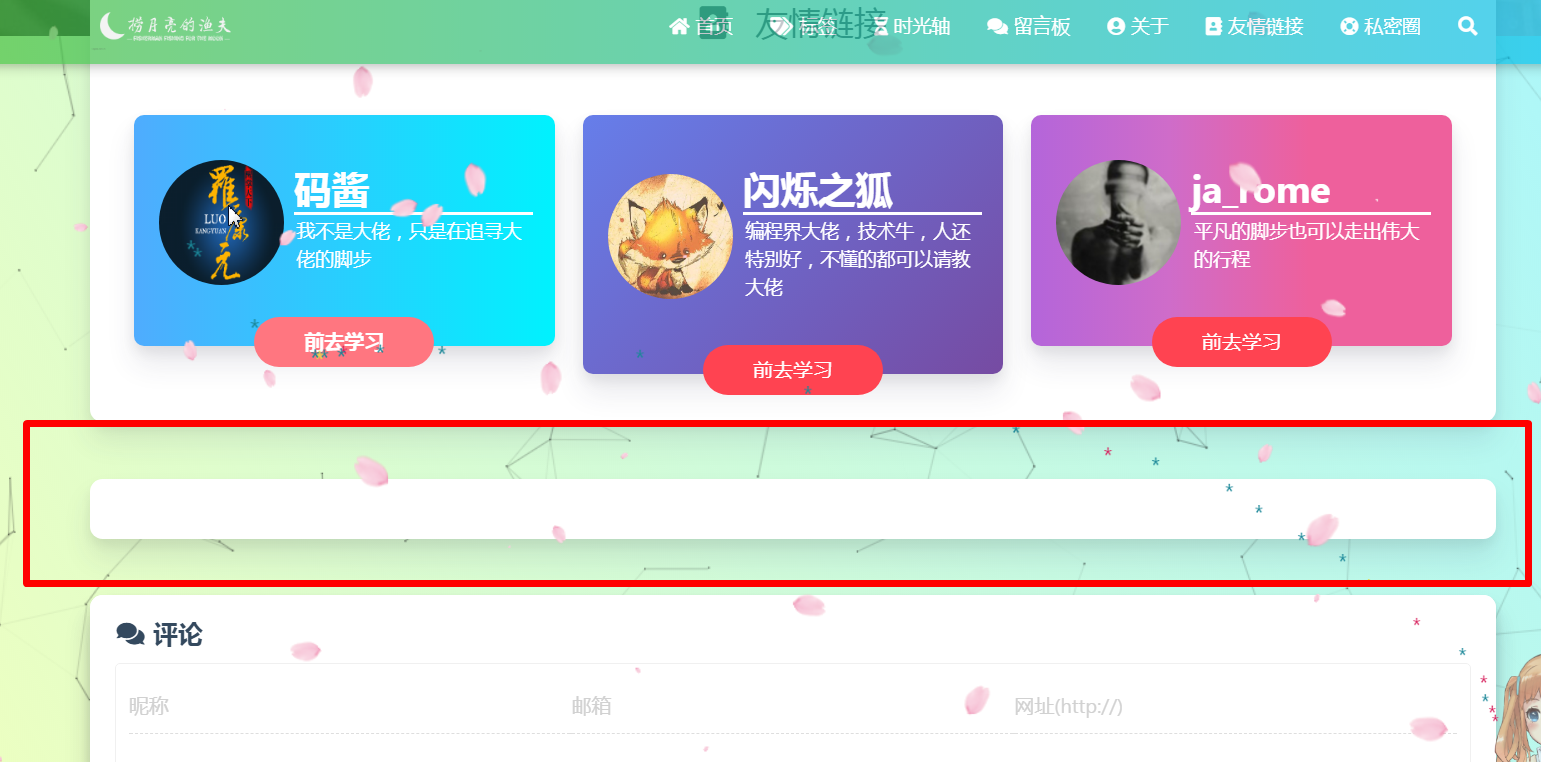 捞月亮的渔夫
首页 标签 时光轴 留言板 关于 友情链接 私密圈
友情链接
码酱
我不是大佬，只是在追寻大
佬的脚步
前去学习
闪烁之狐
编程界大佬，技术牛，人还
特别好，不懂的都可以请教
大佬
前去学习
ja_rome
平凡的脚步也可以走出伟大
的行程
前去学习
评论
昵称 邮箱 网址(http://)